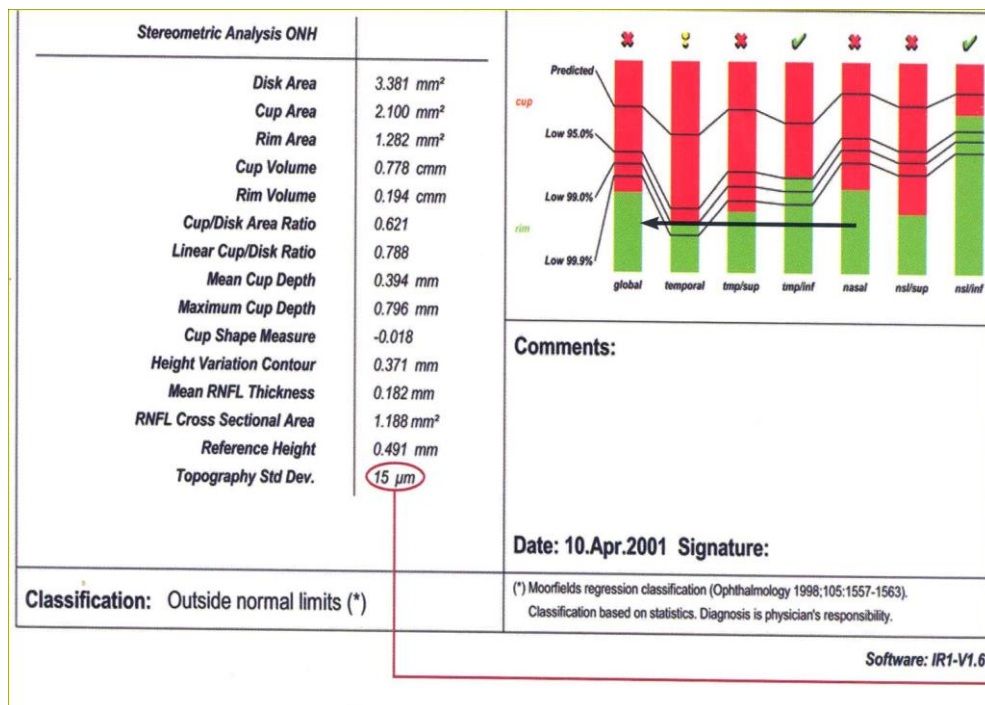 Stereometric Analysis ONH
Disk Area 3.381 mm²
Cup Area 2.100 mm²
Rim Area 1.282 mm²
Cup Volume 0.778 cmm
Rim Volume 0.194 cmm
Cup/Disk Area Ratio 0.621
Linear Cup/Disk Ratio 0.788
Mean Cup Depth 0.394 mm
Maximum Cup Depth 0.796 mm
Cup Shape Measure -0.018
Height Variation Contour 0.371 mm
Mean RNFL Thickness 0.182 mm
RNFL Cross Sectional Area 1.188 mm²
Reference Height 0.491 mm
Topography Std Dev. 15 µm
Classification: Outside normal limits (*)
Predicted
cup
Low 95.0%
Low 99.0%
rim
Low 99.9%
global temporal tmp/sup tmp/inf nasal nsl/sup nsl/inf
Comments:
Date: 10.Apr.2001 Signature:
(*) Moorfields regression classification (Ophthalmology 1998;105:1557-1563).
Classification based on statistics. Diagnosis is physician's responsibility.
Software: IR1-V1.6